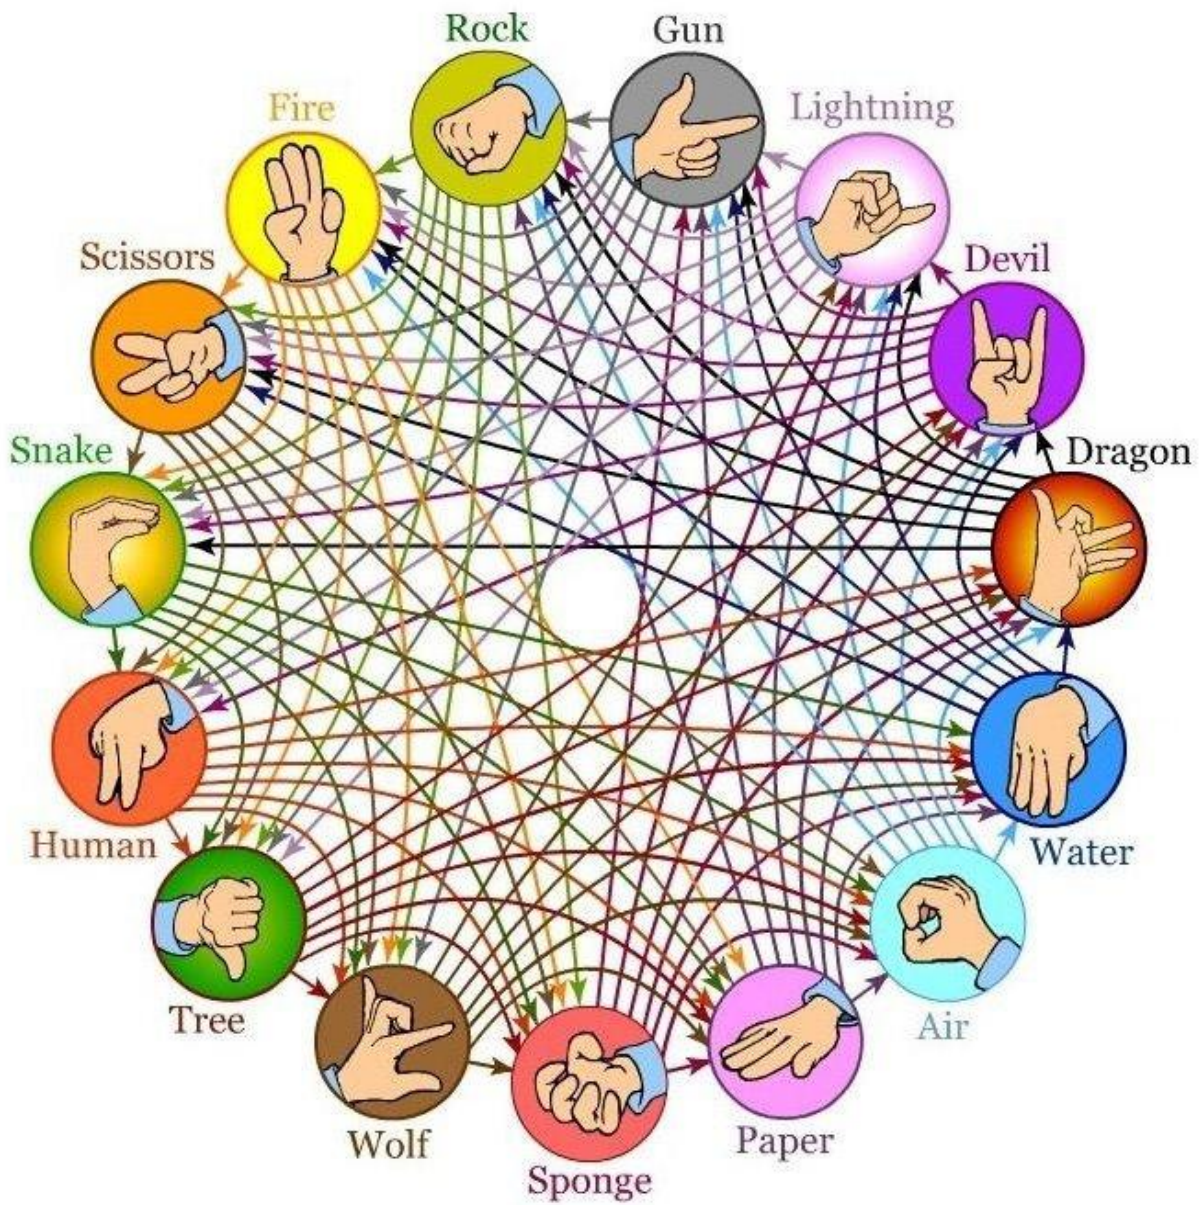 Rock
Gun
Fire
Lightning
Scissors
Devil
Snake
Dragon
Human
Water
Tree
Air
Wolf
Paper
Sponge